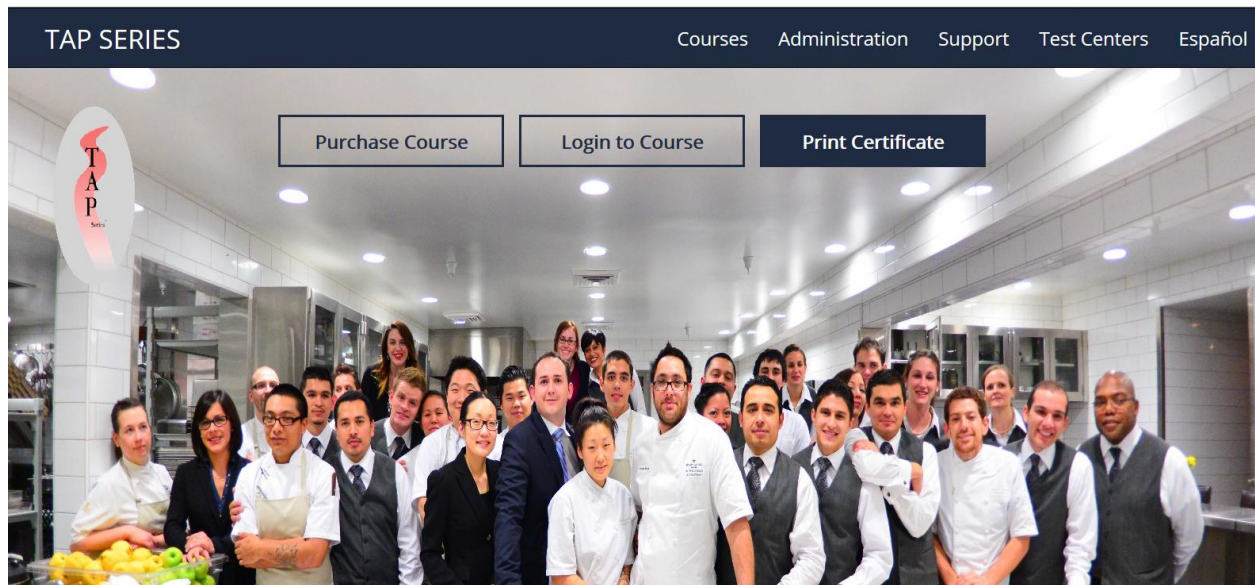 TAP SERIES
Courses Administration Support Test Centers Español
Purchase Course Login to Course Print Certificate
T
A
P
Series